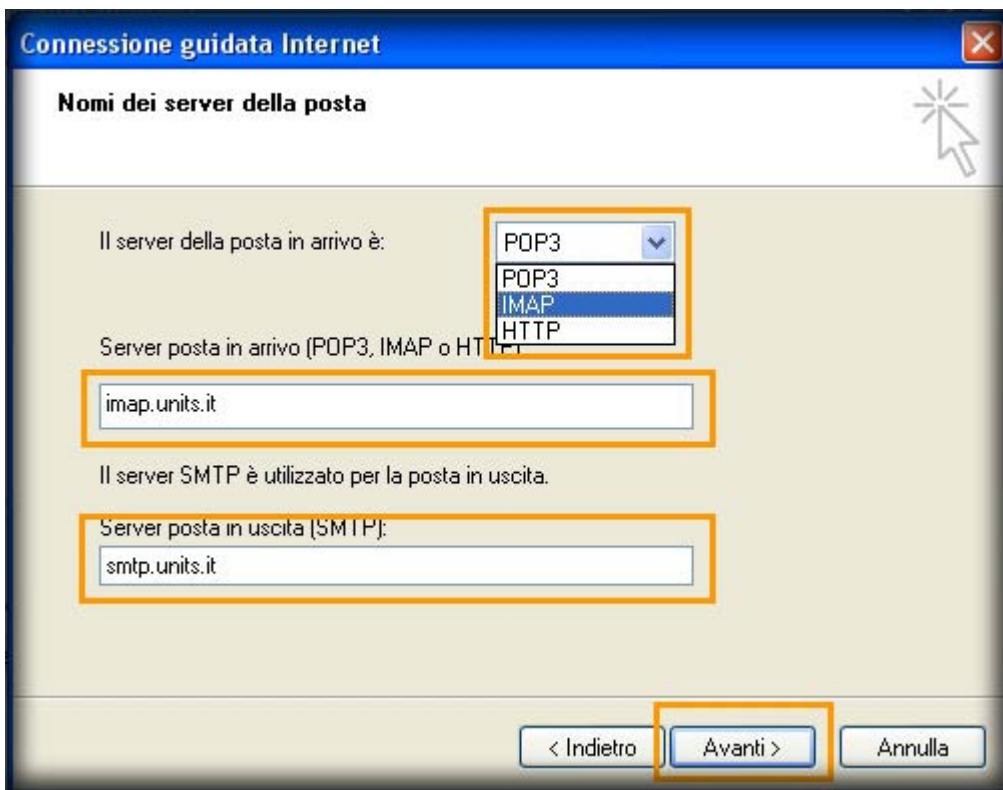 Connessione guidata Internet
Nomi dei server della posta
Il server della posta in arrivo è:
POP3
POP3
IMAP
HTTP
Server posta in arrivo (POP3, IMAP o HTTP)
imap.units.it
Il server SMTP è utilizzato per la posta in uscita.
Server posta in uscita (SMTP):
smtp.units.it
< Indietro
Avanti >
Annulla